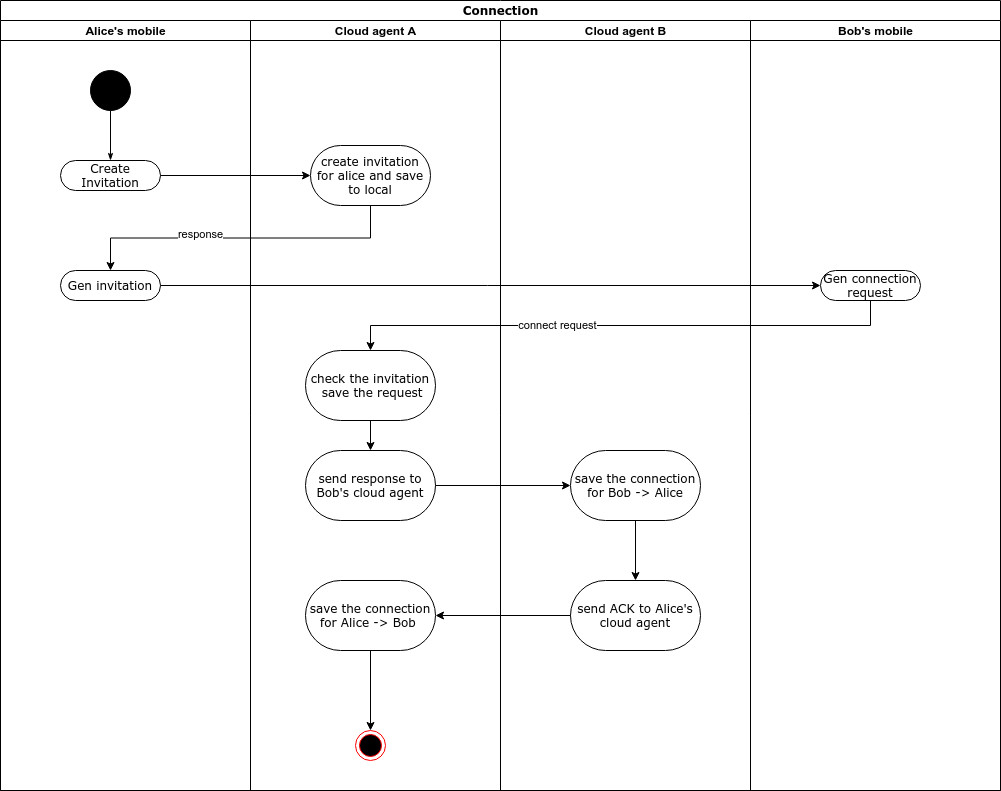 Connection
Alice's mobile
Cloud agent A
Cloud agent B
Bob's mobile
Create
Invitation
create invitation
for alice and save
to local
response
Gen invitation
Gen connection
request
connect request
check the invitation
save the request
send response to
Bob's cloud agent
save the connection
for Bob -> Alice
save the connection
for Alice -> Bob
send ACK to Alice's
cloud agent